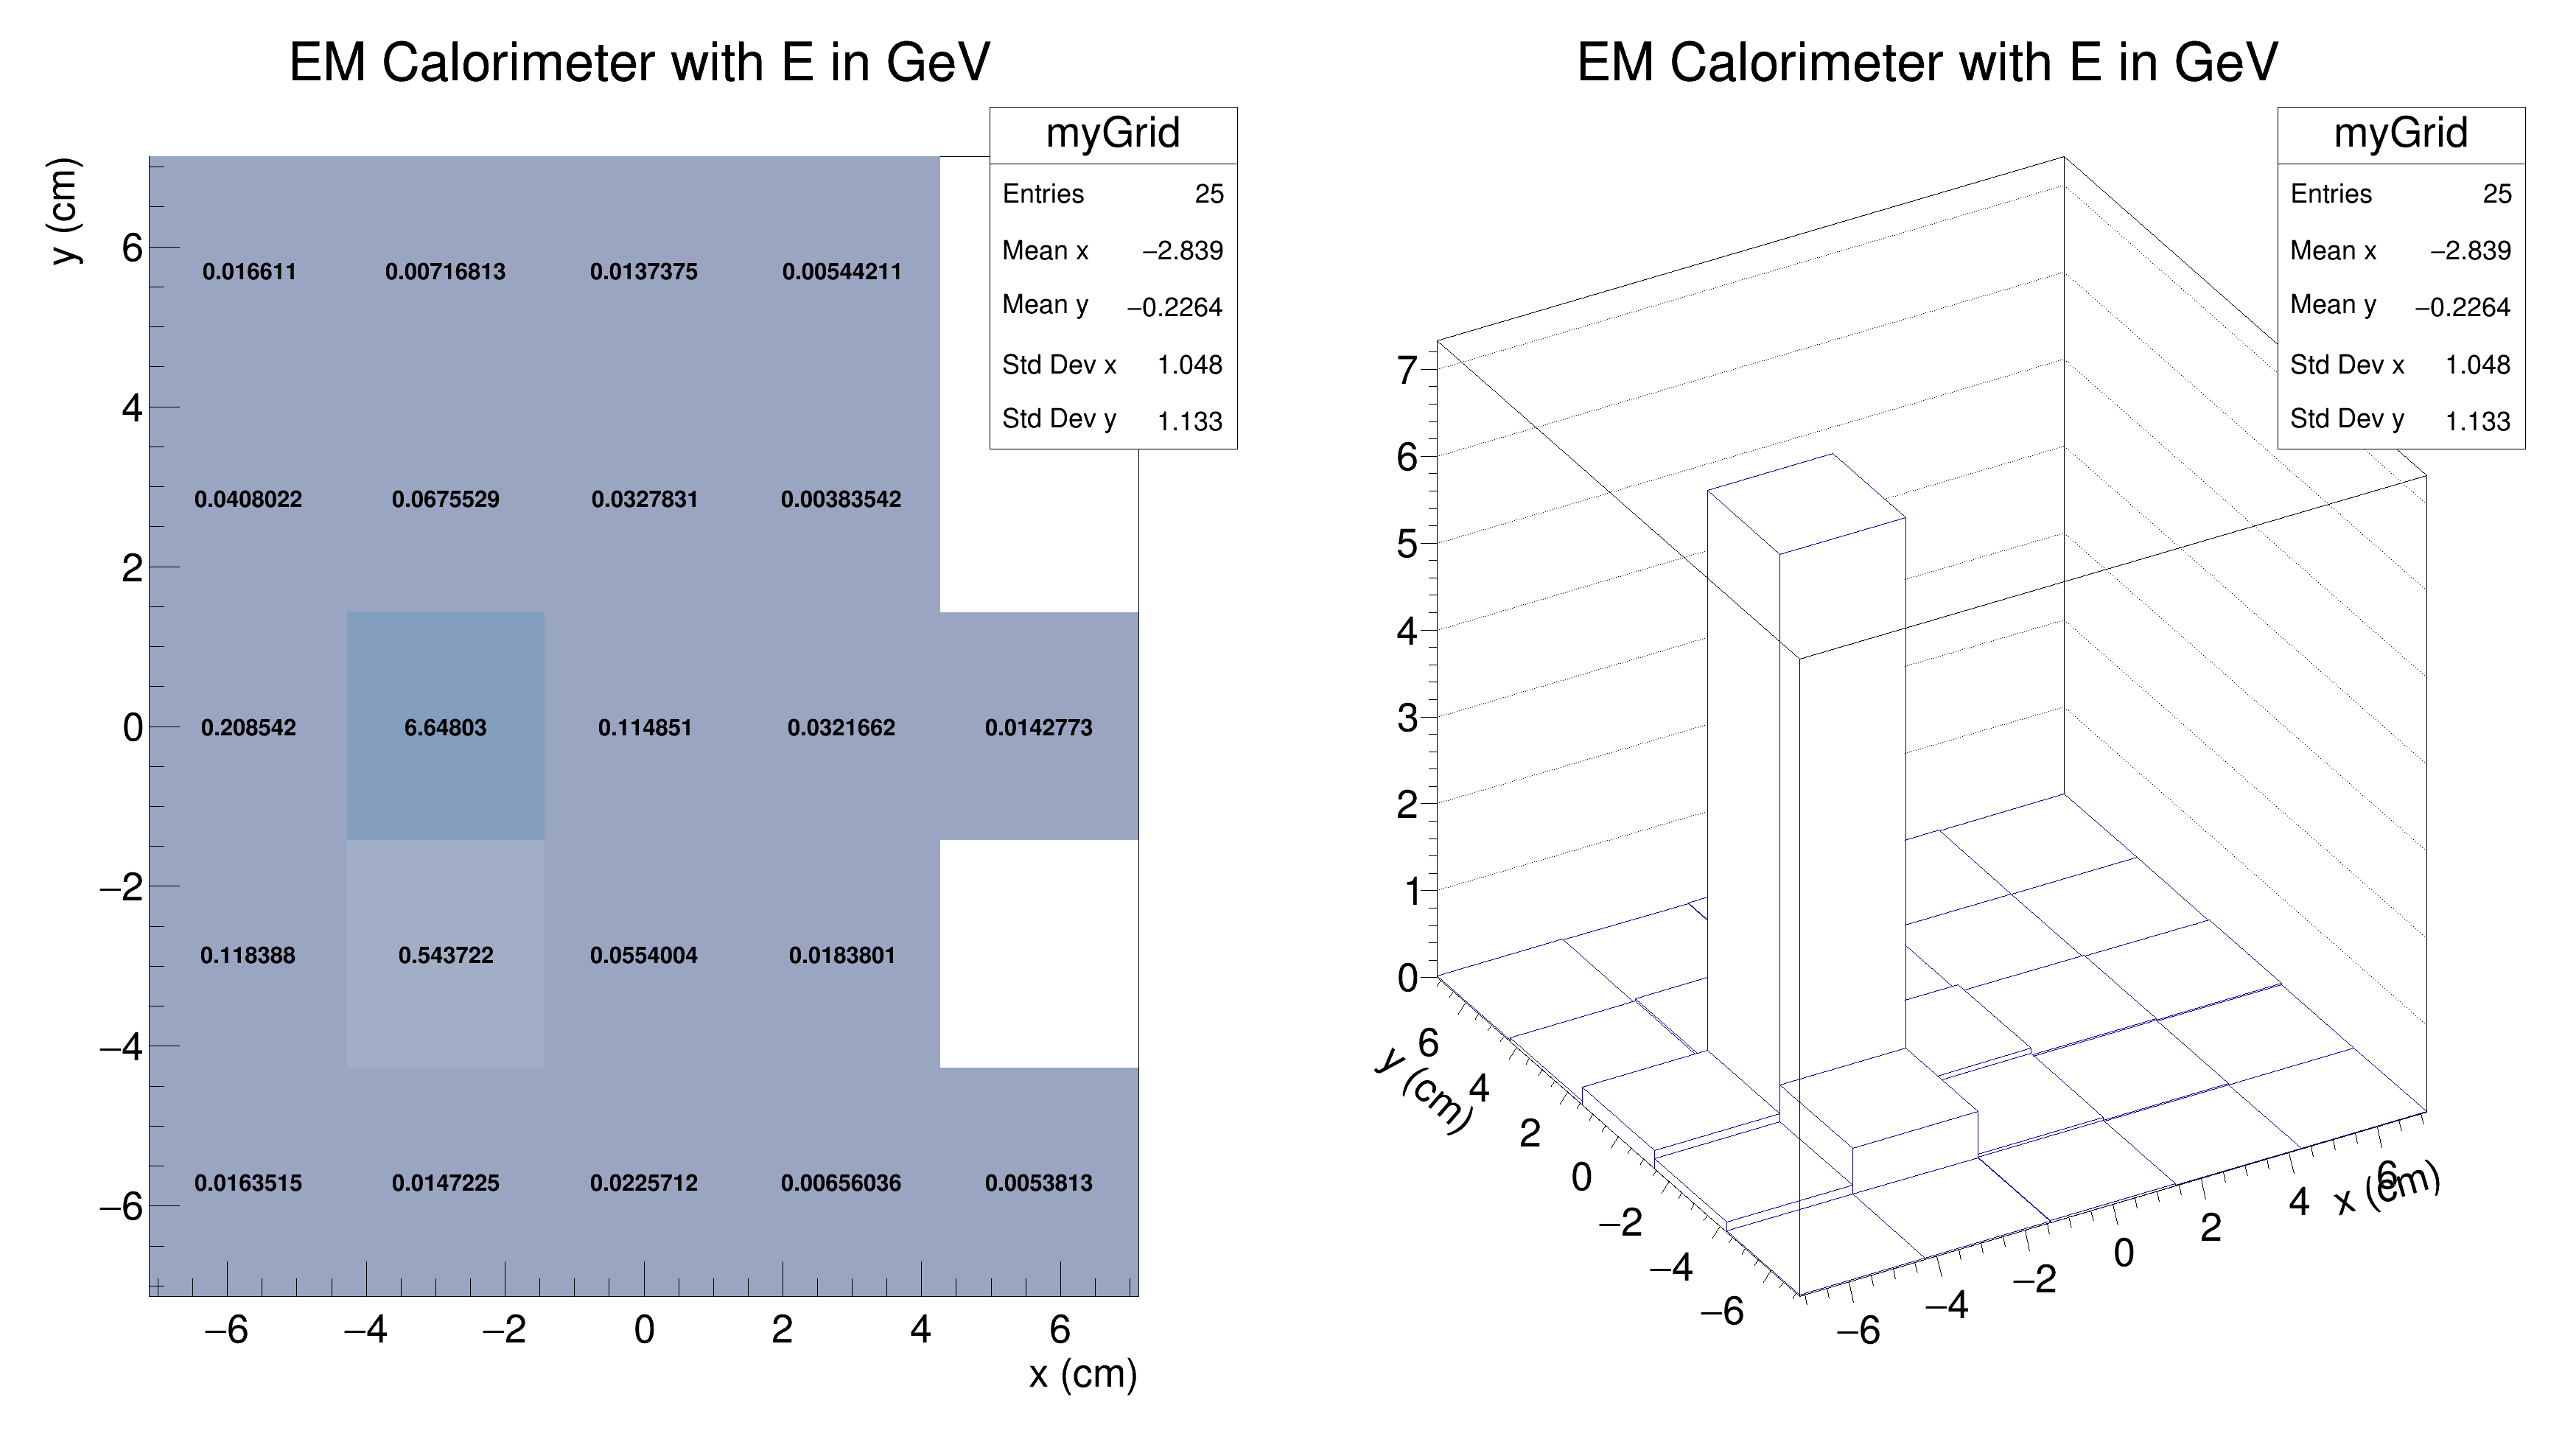 EM Calorimeter with E in GeV
myGrid
Entries 25
Mean x −2.839
Mean y −0.2264
Std Dev x 1.048
Std Dev y 1.133
y (cm)
6
4
2
0
−2
−4
−6
0.016611 0.00716813 0.0137375 0.00544211
0.0408022 0.0675529 0.0327831 0.00383542
0.208542 6.64803 0.114851 0.0321662 0.0142773
0.118388 0.543722 0.0554004 0.0183801
0.0163515 0.0147225 0.0225712 0.00656036 0.0053813
−6 −4 −2 0 2 4 6
x (cm)
EM Calorimeter with E in GeV
myGrid
Entries 25
Mean x −2.839
Mean y −0.2264
Std Dev x 1.048
Std Dev y 1.133
7
6
5
4
3
2
1
0
y (cm)
6
4
2
0
−2
−4
−6
−6 −4 −2 0 2 4 6
x (cm)